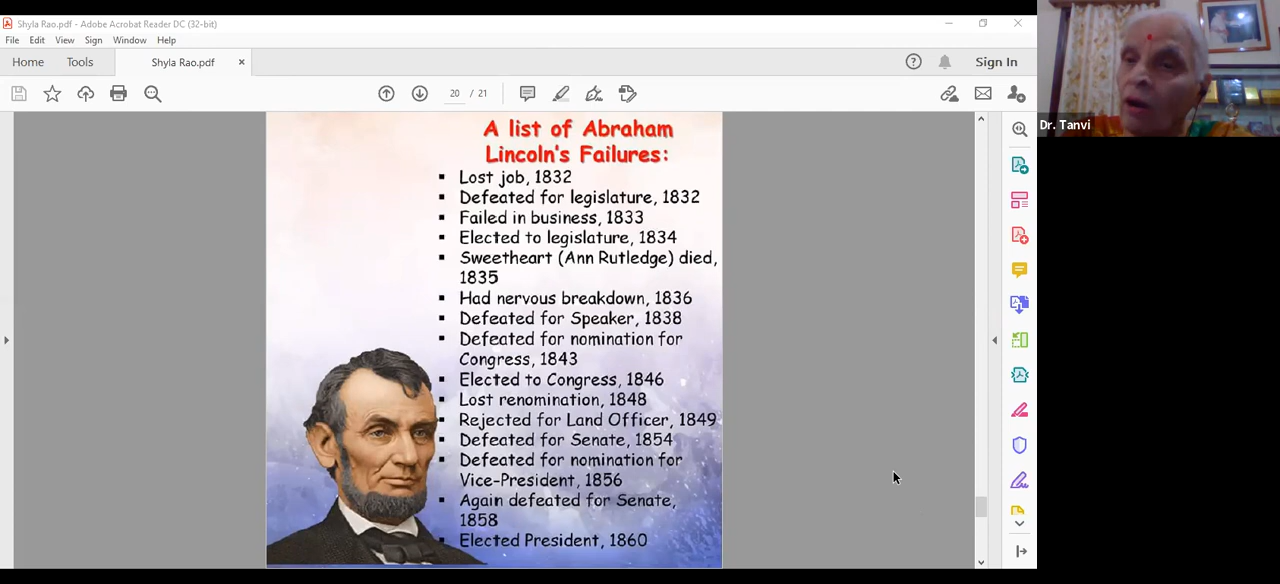 Shyla Rao.pdf - Adobe Acrobat Reader DC (32-bit)
File Edit View Sign Window Help
Home Tools Shyla Rao.pdf × Sign In
20 / 21
Dr. Tanvi
A list of Abraham
Lincoln's Failures:
▪ Lost job, 1832
▪ Defeated for legislature, 1832
▪ Failed in business, 1833
▪ Elected to legislature, 1834
▪ Sweetheart (Ann Rutledge) died,
1835
▪ Had nervous breakdown, 1836
▪ Defeated for Speaker, 1838
▪ Defeated for nomination for
Congress, 1843
▪ Elected to Congress, 1846
▪ Lost renomination, 1848
▪ Rejected for Land Officer, 1849
▪ Defeated for Senate, 1854
▪ Defeated for nomination for
Vice-President, 1856
▪ Again defeated for Senate,
1858
▪ Elected President, 1860